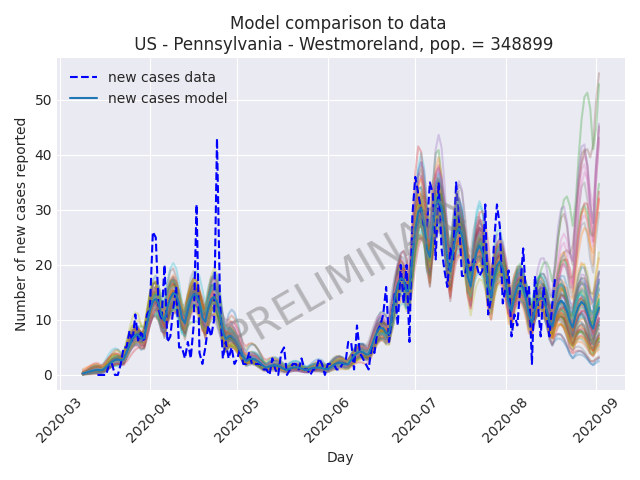 Model comparison to data
US - Pennsylvania - Westmoreland, pop. = 348899
new cases data
new cases model
Number of new cases reported
50
40
30
20
10
0
PRELIMINARY
2020-03
2020-04
2020-05
2020-06
2020-07
2020-08
2020-09
Day